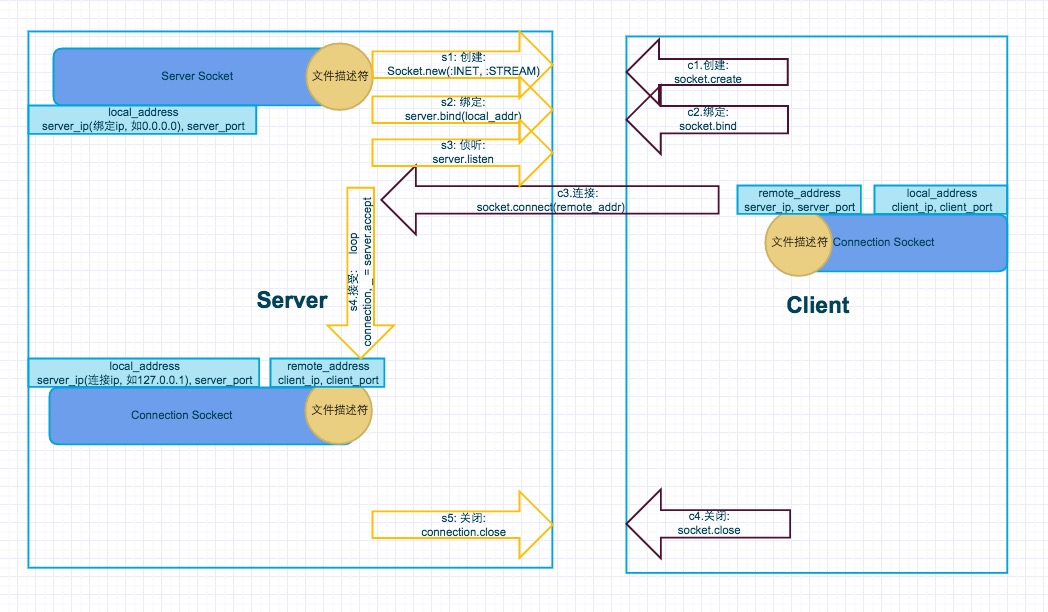 s1: 创建:
Socket.new(:INET, :STREAM)
Server Socket
文件描述符
local_address
server_ip(绑定ip, 如0.0.0.0), server_port
s2: 绑定:
server.bind(local_addr)
s3: 侦听:
server.listen
c1.创建:
socket.create
c2.绑定:
socket.bind
c3.连接:
socket.connect(remote_addr)
remote_address
server_ip, server_port
local_address
client_ip, client_port
文件描述符
Connection Sockect
s4.接受: loop
connection, _ = server.accept
Server
Client
local_address
server_ip(连接ip, 如127.0.0.1), server_port
remote_address
client_ip, client_port
Connection Sockect
文件描述符
s5: 关闭:
connection.close
c4.关闭:
socket.close